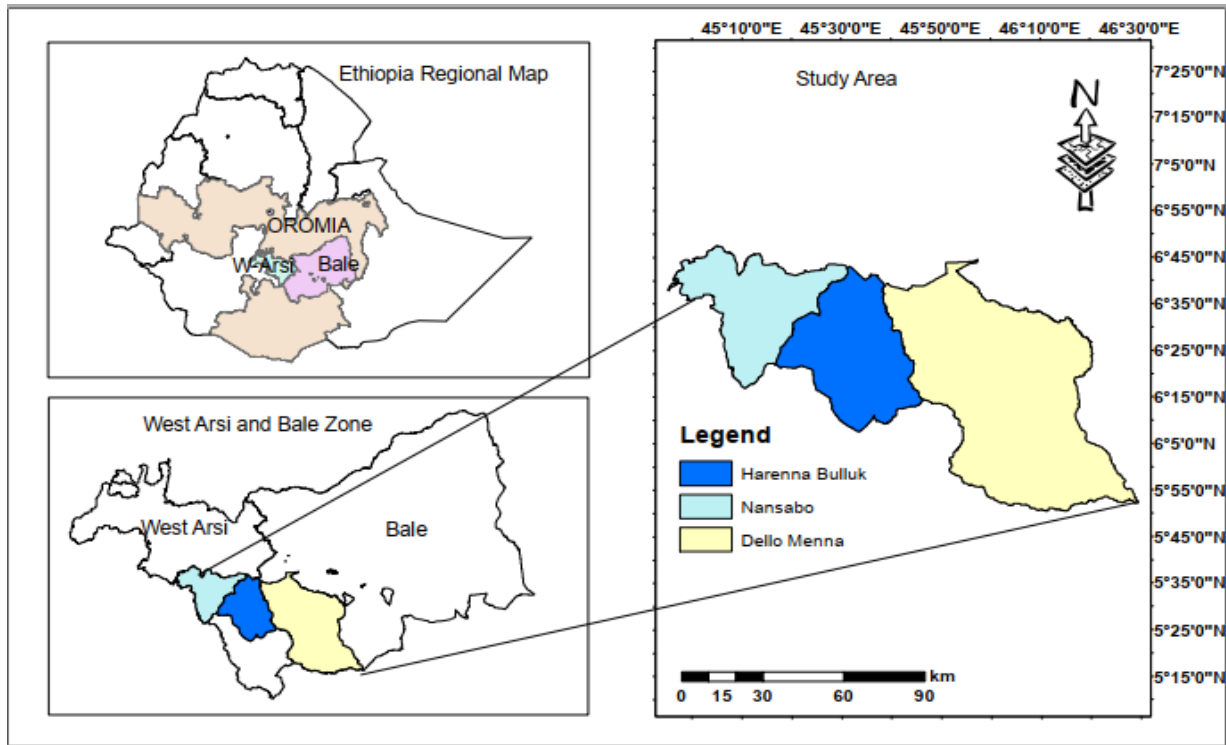 Ethiopia Regional Map
OROMIA
W-Arsi
Bale
West Arsi and Bale Zone
West Arsi
Bale
45°10'0"E 45°30'0"E 45°50'0"E 46°10'0"E 46°30'0"E
Study Area
N
7°25'0"N
7°15'0"N
7°5'0"N
6°55'0"N
6°45'0"N
6°35'0"N
6°25'0"N
6°15'0"N
6°5'0"N
5°55'0"N
5°45'0"N
5°35'0"N
5°25'0"N
5°15'0"N
Legend
Harenna Bulluk
Nansabo
Dello Menna
km
0 15 30 60 90